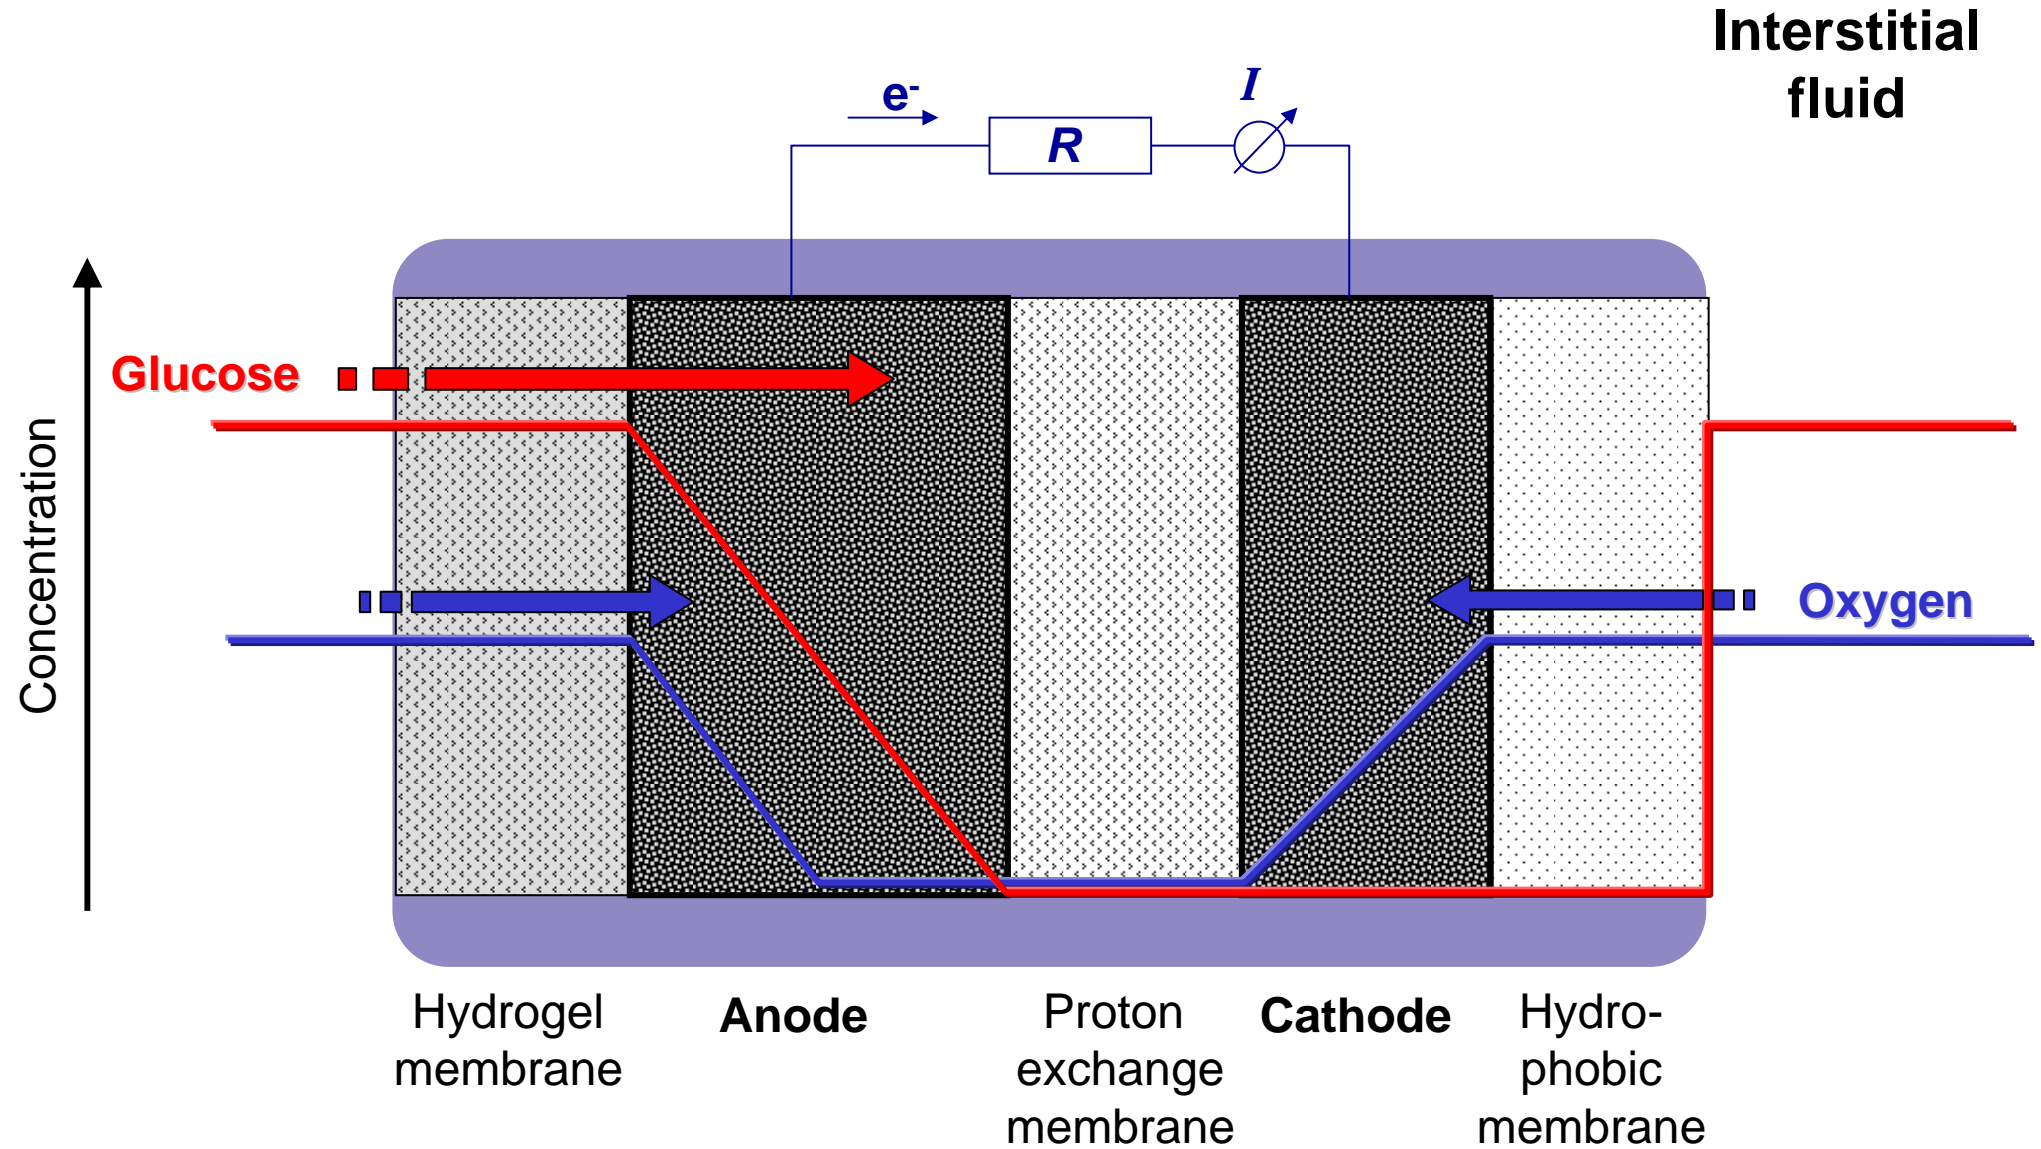 Interstitial
fluid
e-
R
I
Concentration
Glucose
Oxygen
Hydrogel
membrane
Anode
Proton
exchange
membrane
Cathode
Hydro-
phobic
membrane